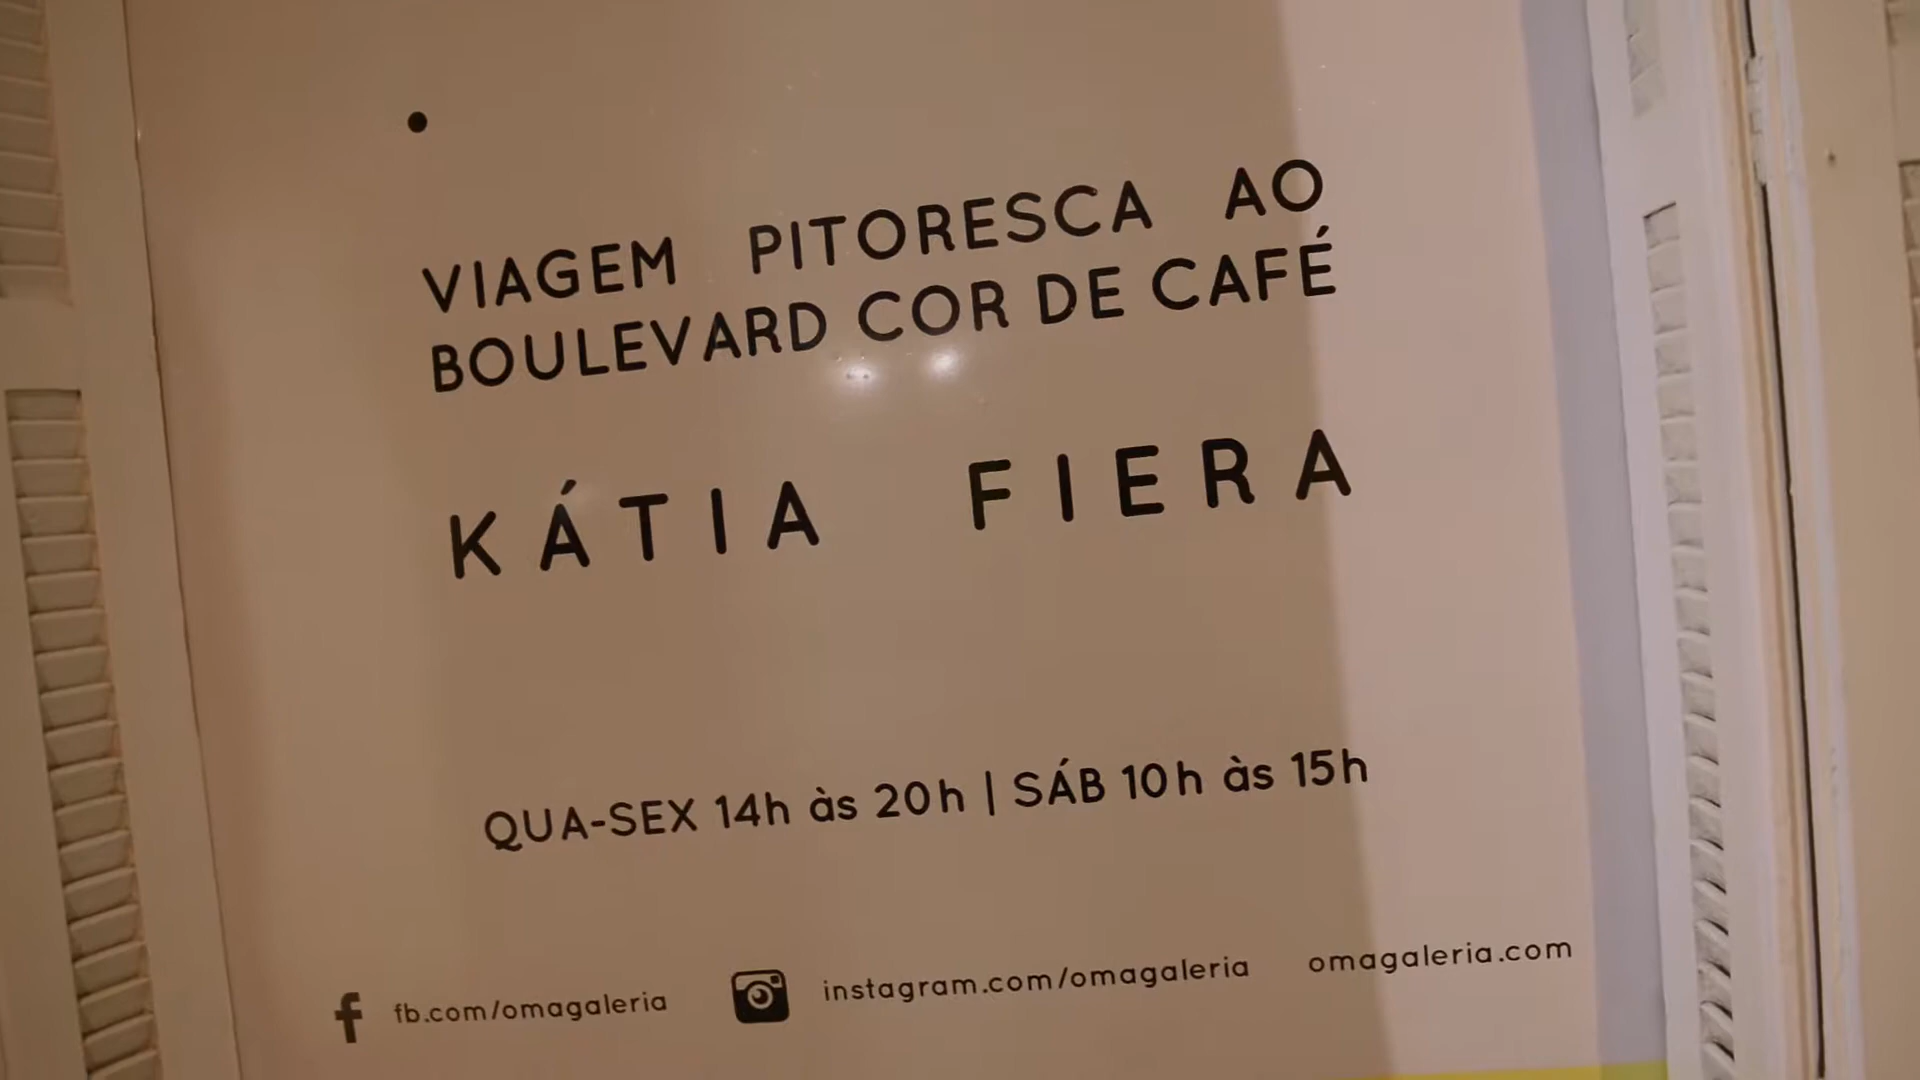 VIAGEM PITORESCA AO
BOULEVARD COR DE CAFÉ
KÁTIA FIERA
QUA-SEX 14h às 20h | SÁB 10h às 15h
fb.com/omagaleria instagram.com/omagaleria omagaleria.com